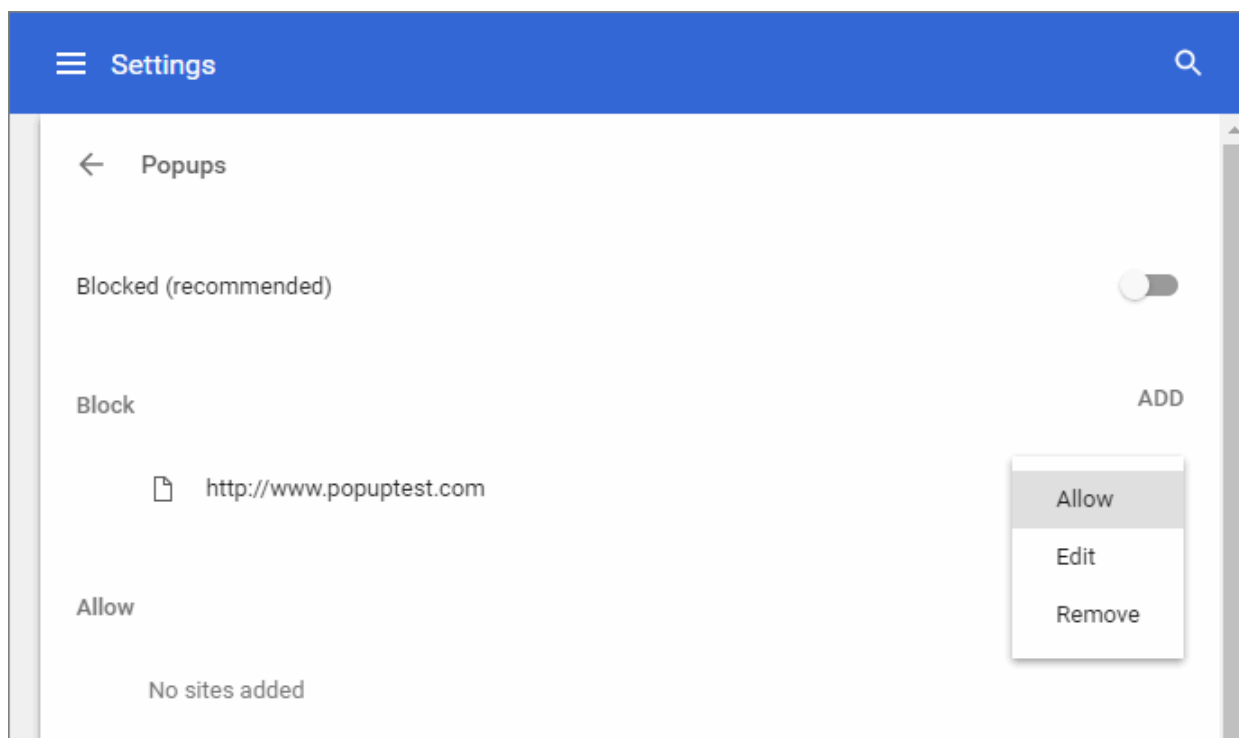 Settings
Popups
Blocked (recommended)
Block
ADD
http://www.popuptest.com
Allow
Edit
Remove
Allow
No sites added